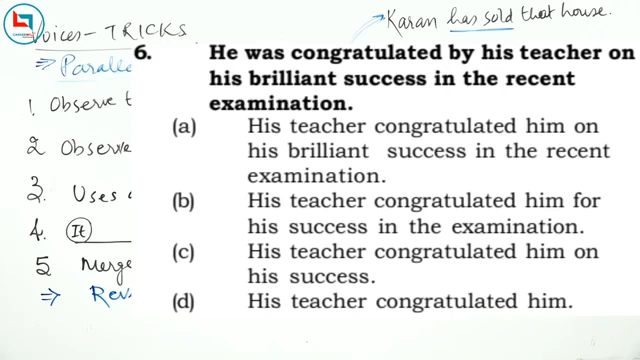 Karan has sold that house.
Voices - TRICKS
⇒ Paralle
1. Observe t
2 Observe
3. Uses
4. It
5 Merge
⇒ Rev
6. He was congratulated by his teacher on
his brilliant success in the recent
examination.
(a) His teacher congratulated him on
his brilliant success in the recent
examination.
(b) His teacher congratulated him for
his success in the examination.
(c) His teacher congratulated him on
his success.
(d) His teacher congratulated him.